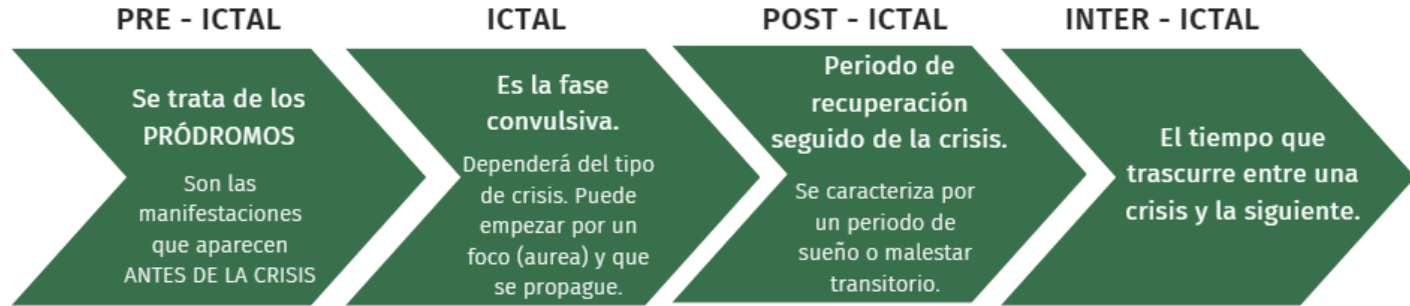 PRE - ICTAL
Se trata de los
PRÓDROMOS
Son las
manifestaciones
que aparecen
ANTES DE LA CRISIS
ICTAL
Es la fase
convulsiva.
Dependerá del tipo
de crisis. Puede
empezar por un
foco (aurea) y que
se propague.
POST - ICTAL
Periodo de
recuperación
seguido de la crisis.
Se caracteriza por
un periodo de
sueño o malestar
transitorio.
INTER - ICTAL
El tiempo que
trascurre entre una
crisis y la siguiente.